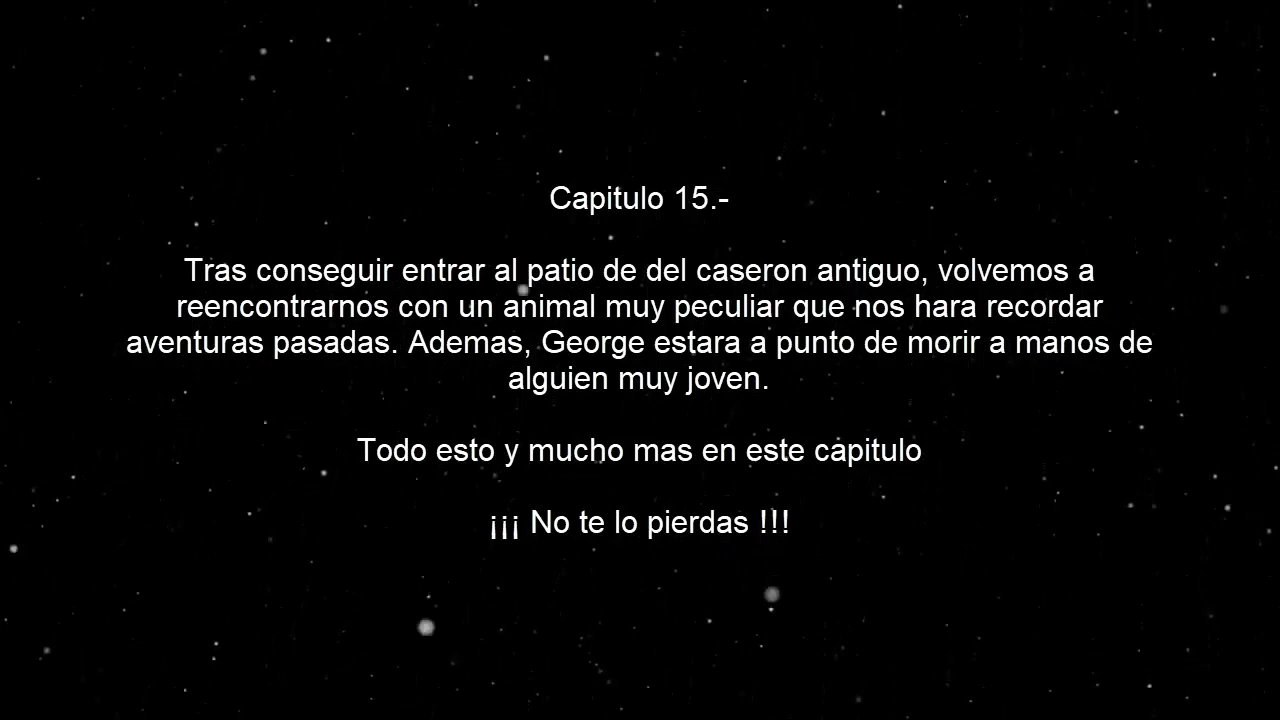 Capitulo 15.-
Tras conseguir entrar al patio de del caseron antiguo, volvemos a
reencontrarnos con un animal muy peculiar que nos hara recordar
aventuras pasadas. Ademas, George estara a punto de morir a manos de
alguien muy joven.
Todo esto y mucho mas en este capitulo
¡¡¡ No te lo pierdas !!!